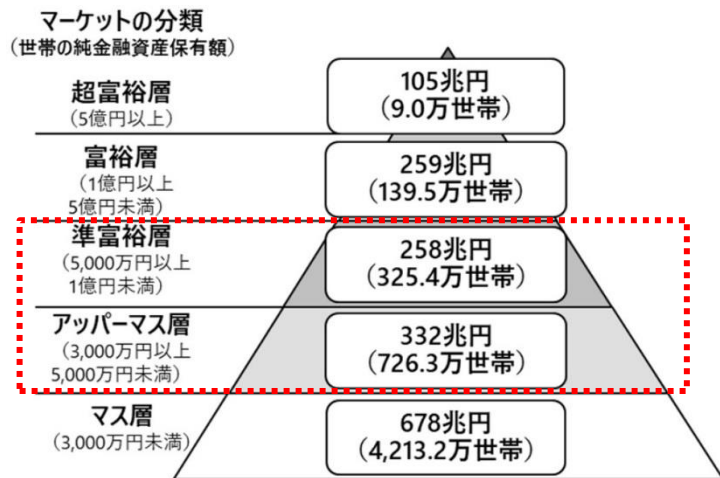 マーケットの分類
(世帯の純金融資産保有額)
超富裕層
(5億円以上)
105兆円
(9.0万世帯)
富裕層
(1億円以上
5億円未満)
259兆円
(139.5万世帯)
準富裕層
(5,000万円以上
1億円未満)
258兆円
(325.4万世帯)
アッパーマス層
(3,000万円以上
5,000万円未満)
332兆円
(726.3万世帯)
マス層
(3,000万円未満)
678兆円
(4,213.2万世帯)